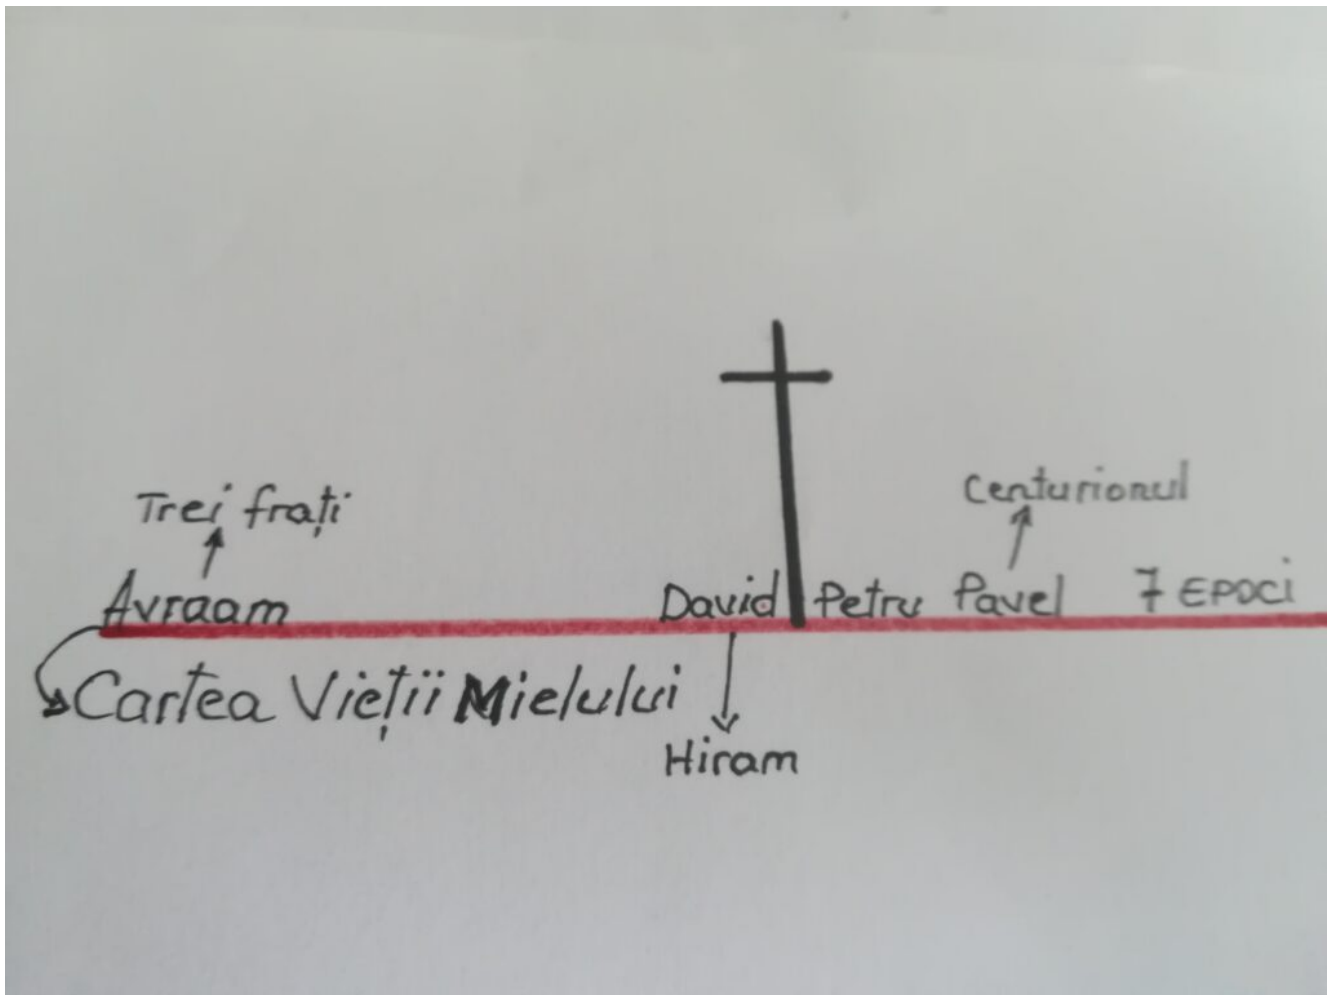 Trei frați
Centurionul
Avraam David Petru Pavel 7 EPOCI
Cartea Vieții Mielului
Hiram